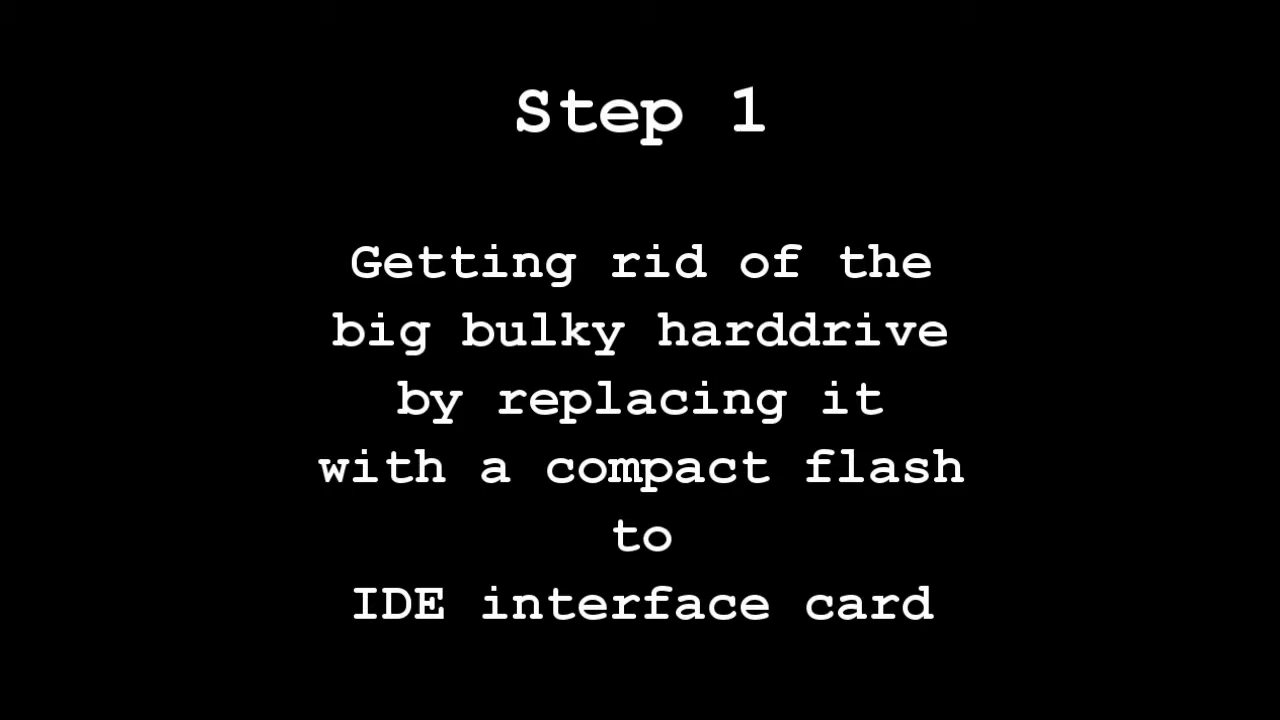 Step 1
Getting rid of the
big bulky harddrive
by replacing it
with a compact flash
to
IDE interface card